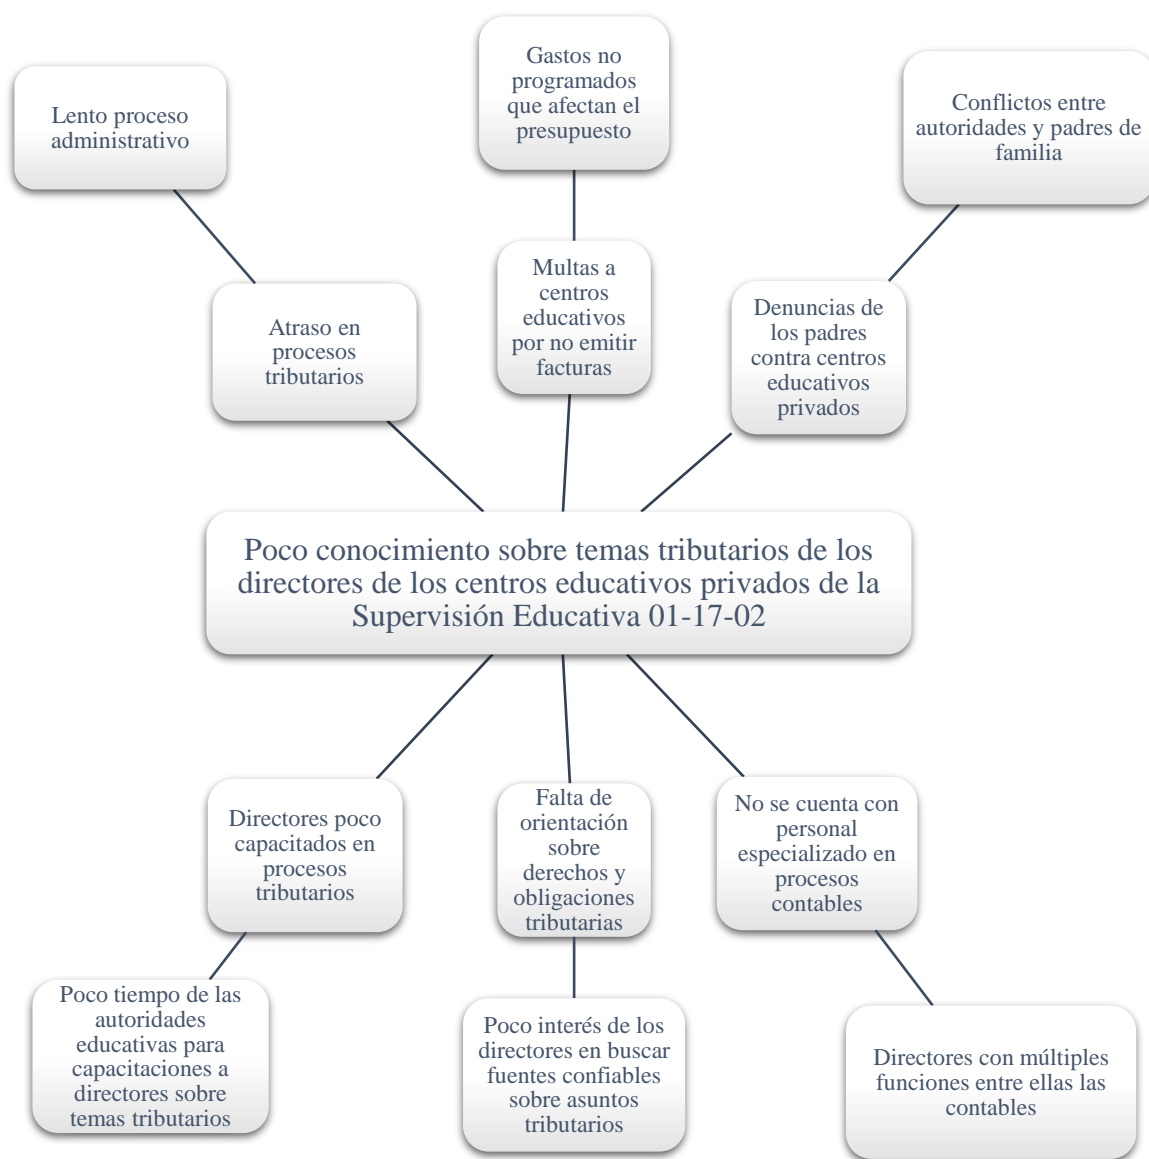 Gastos no
programados
que afectan el
presupuesto
Lento proceso
administrativo
Conflictos entre
autoridades y padres de
familia
Atraso en
procesos
tributarios
Multas a
centros
educativos
por no emitir
facturas
Denuncias de
los padres
contra centros
educativos
privados
Poco conocimiento sobre temas tributarios de los
directores de los centros educativos privados de la
Supervisión Educativa 01-17-02
Directores poco
capacitados en
procesos
tributarios
Falta de
orientación
sobre
derechos y
obligaciones
tributarias
No se cuenta con
personal
especializado en
procesos
contables
Poco tiempo de las
autoridades
educativas para
capacitaciones a
directores sobre
temas tributarios
Poco interés de los
directores en buscar
fuentes confiables
sobre asuntos
tributarios
Directores con múltiples
funciones entre ellas las
contables